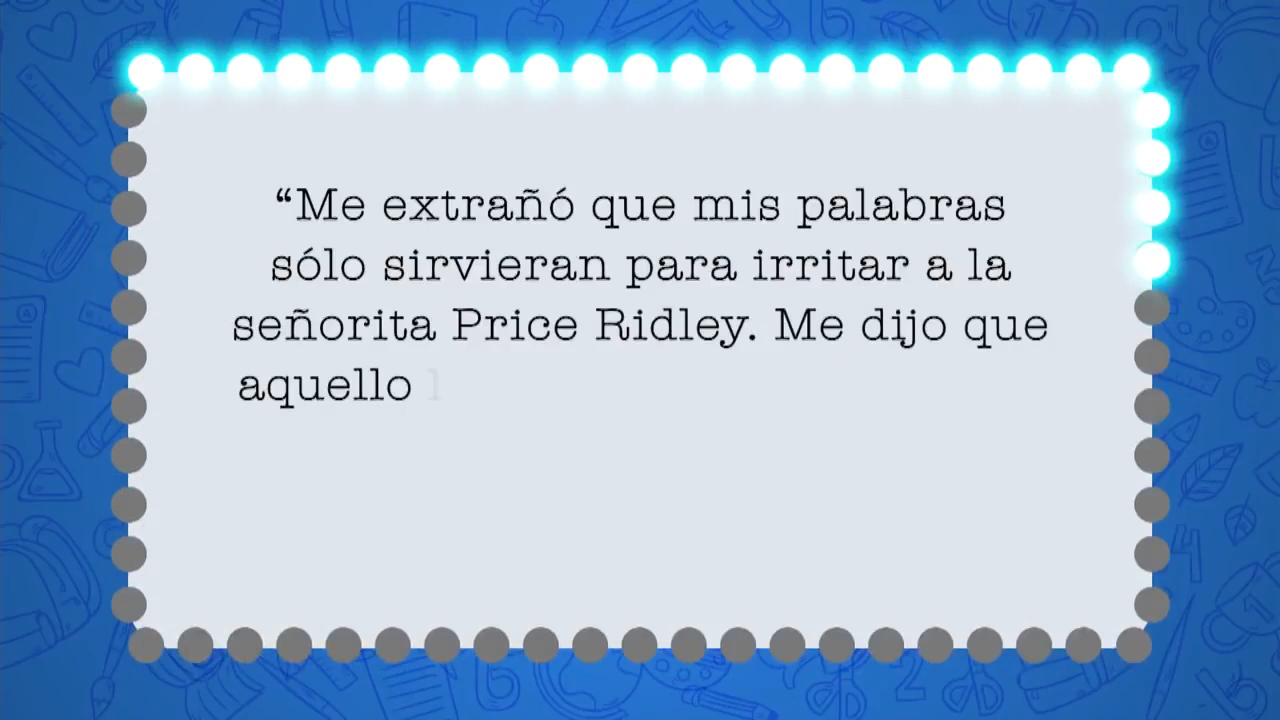 “Me extrañó que mis palabras
sólo sirvieran para irritar a la
señorita Price Ridley. Me dijo que
aquello l